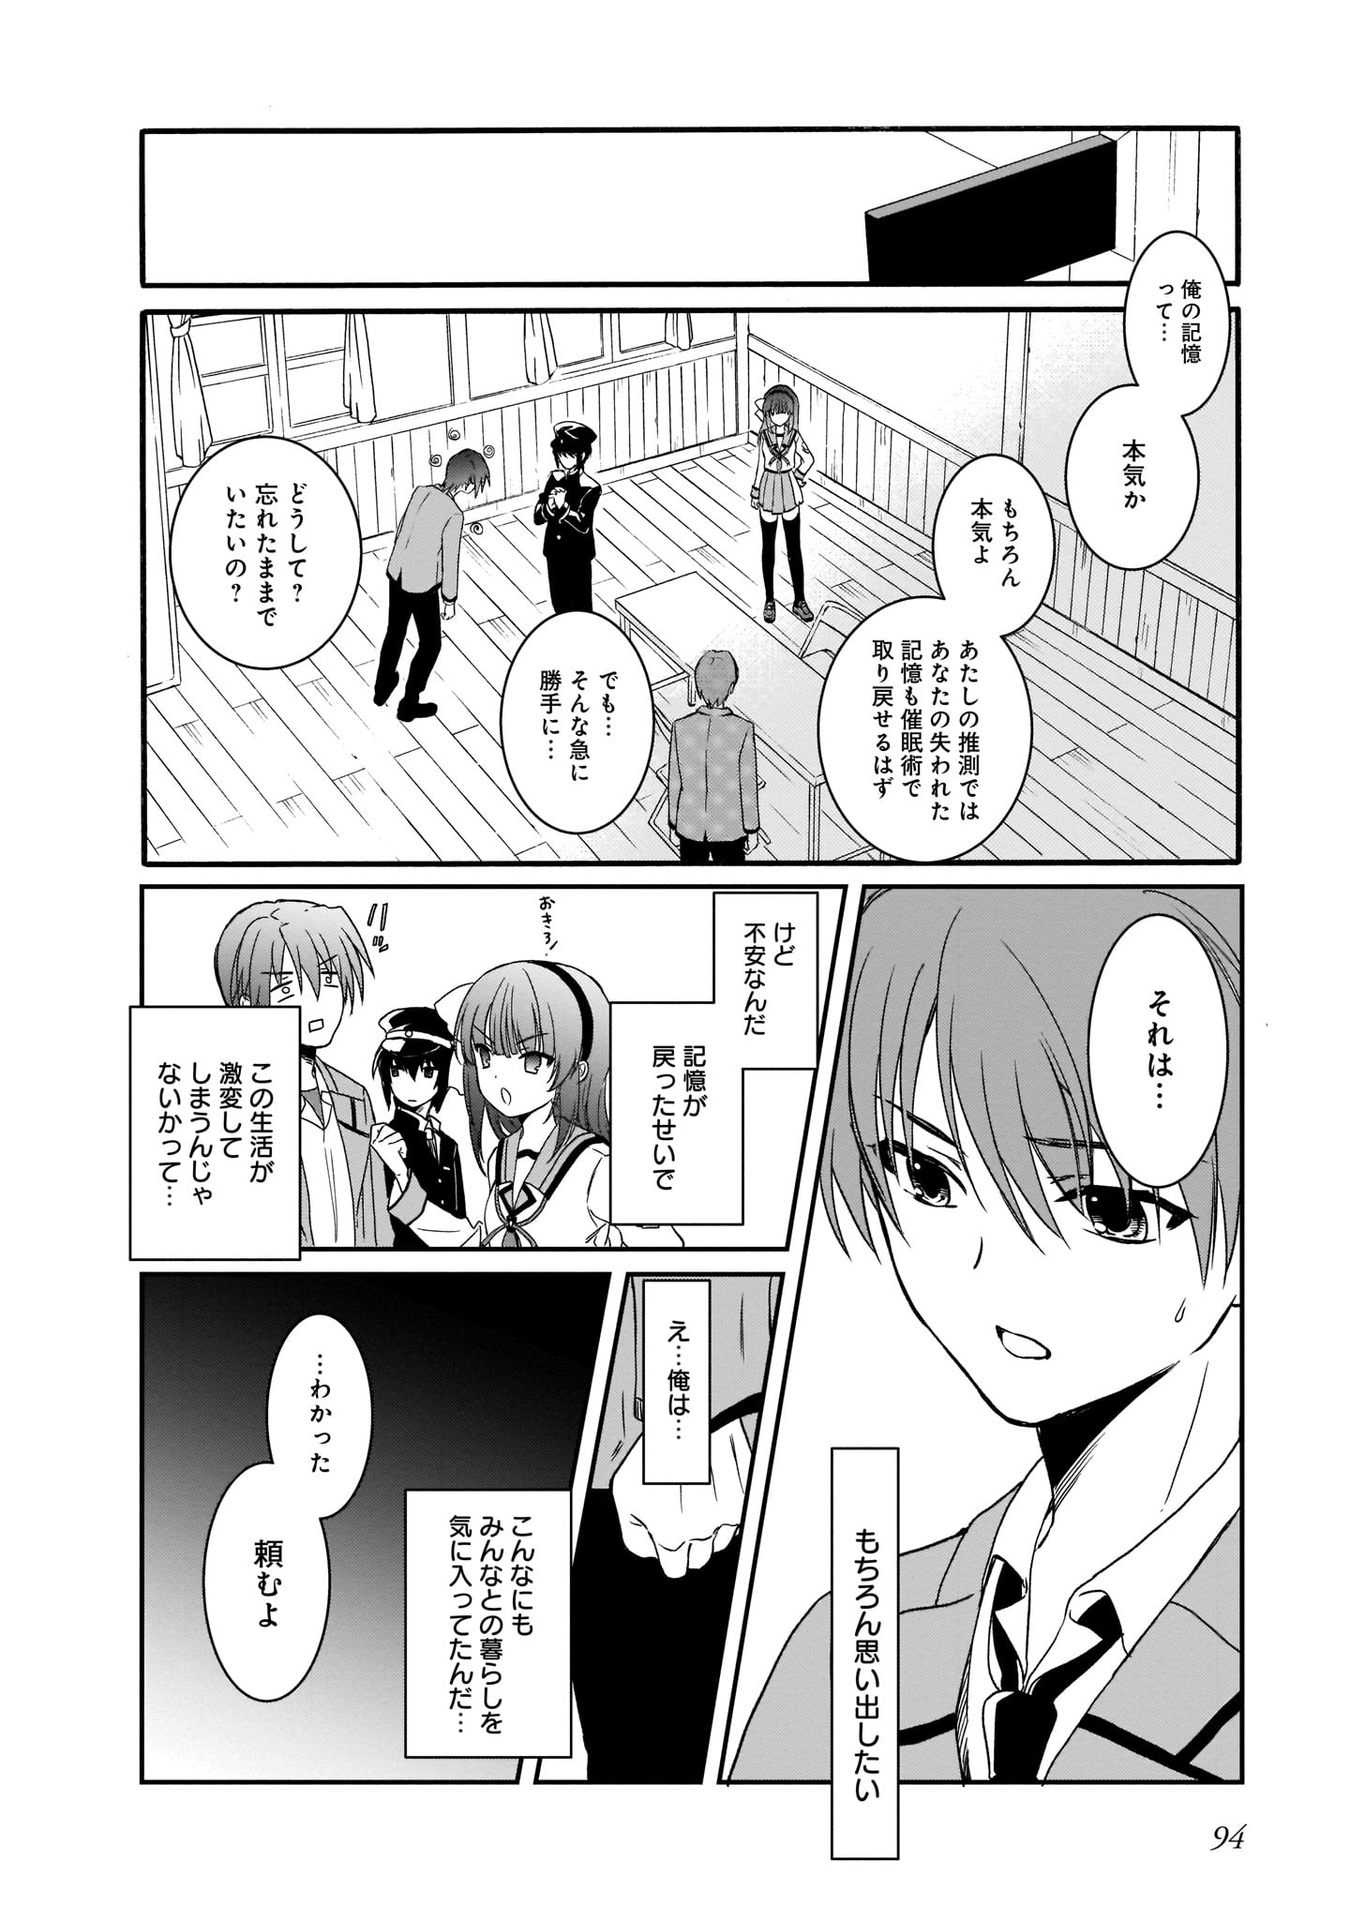 俺の記憶
って…
本気か
もちろん
本気よ
あたしの推測では
あなたの失われた
記憶も催眠術で
取り戻せるはず
でも…
そんな急に
勝手に…
どうして?
忘れたままで
いたいの?
それは…
もちろん思い出したい
けど
不安なんだ
記憶が
戻ったせいで
おきろ!
この生活が
激変して
しまうんじゃ
ないかって…
え…俺は…
こんなにも
みんなとの暮らしを
気に入ってたんだ…
…わかった
頼むよ
94